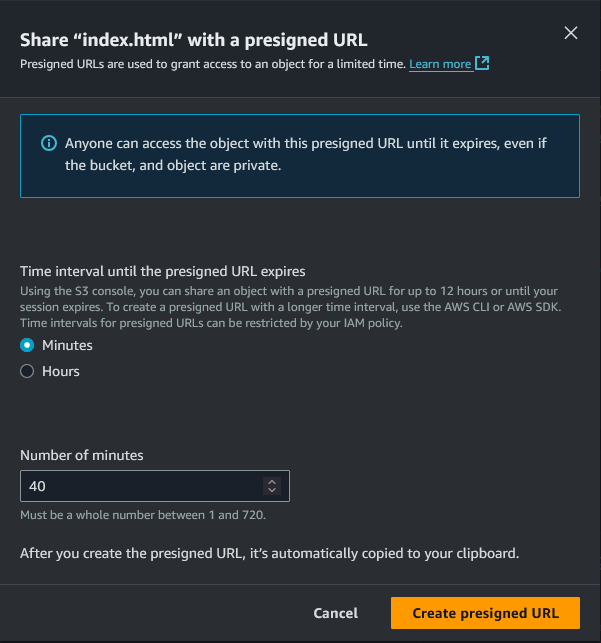 Share “index.html” with a presigned URL
Presigned URLs are used to grant access to an object for a limited time. Learn more
Anyone can access the object with this presigned URL until it expires, even if
the bucket, and object are private.
Time interval until the presigned URL expires
Using the S3 console, you can share an object with a presigned URL for up to 12 hours or until your
session expires. To create a presigned URL with a longer time interval, use the AWS CLI or AWS SDK.
Time intervals for presigned URLs can be restricted by your IAM policy.
Minutes
Hours
Number of minutes
40
Must be a whole number between 1 and 720.
After you create the presigned URL, it’s automatically copied to your clipboard.
Cancel
Create presigned URL